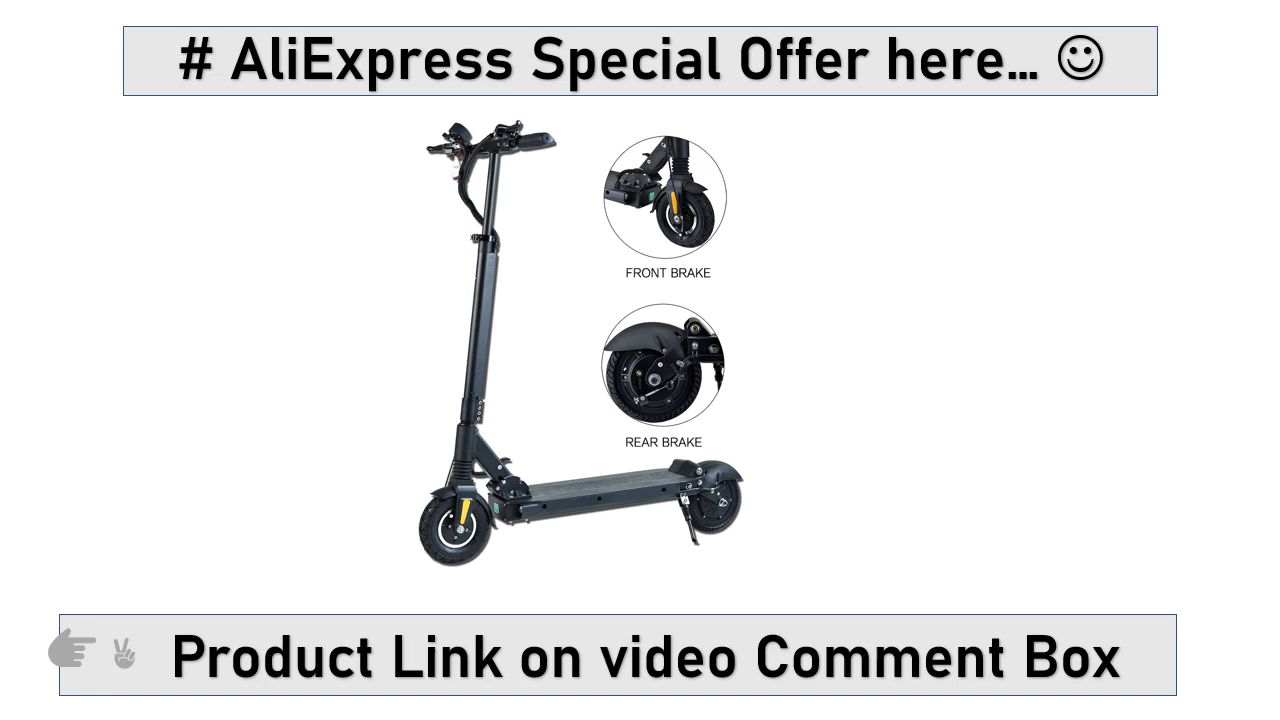 # AliExpress Special Offer here… ☺
FRONT BRAKE
REAR BRAKE
Product Link on video Comment Box